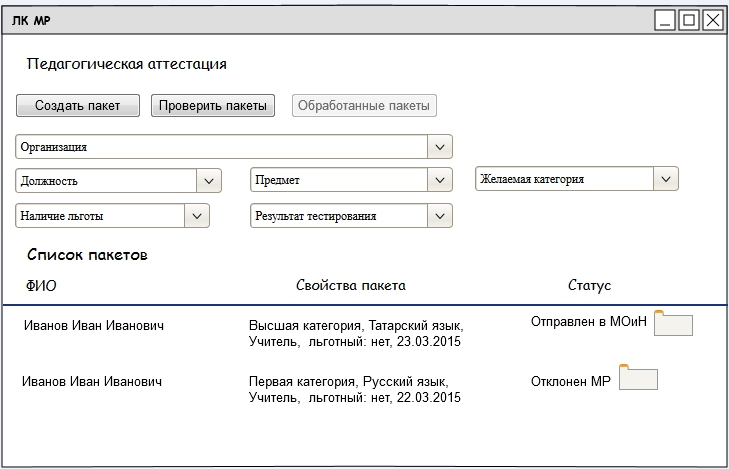 ЛК МР
Педагогическая аттестация
Создать пакет Проверить пакеты Обработанные пакеты
Организация
Должность Предмет Желаемая категория
Наличие льготы Результат тестирования
Список пакетов
ФИО Свойства пакета Статус
Иванов Иван Иванович Высшая категория, Татарский язык, Отправлен в МОиН
Учитель, льготный: нет, 23.03.2015
Иванов Иван Иванович Первая категория, Русский язык, Отклонен МР
Учитель, льготный: нет, 22.03.2015